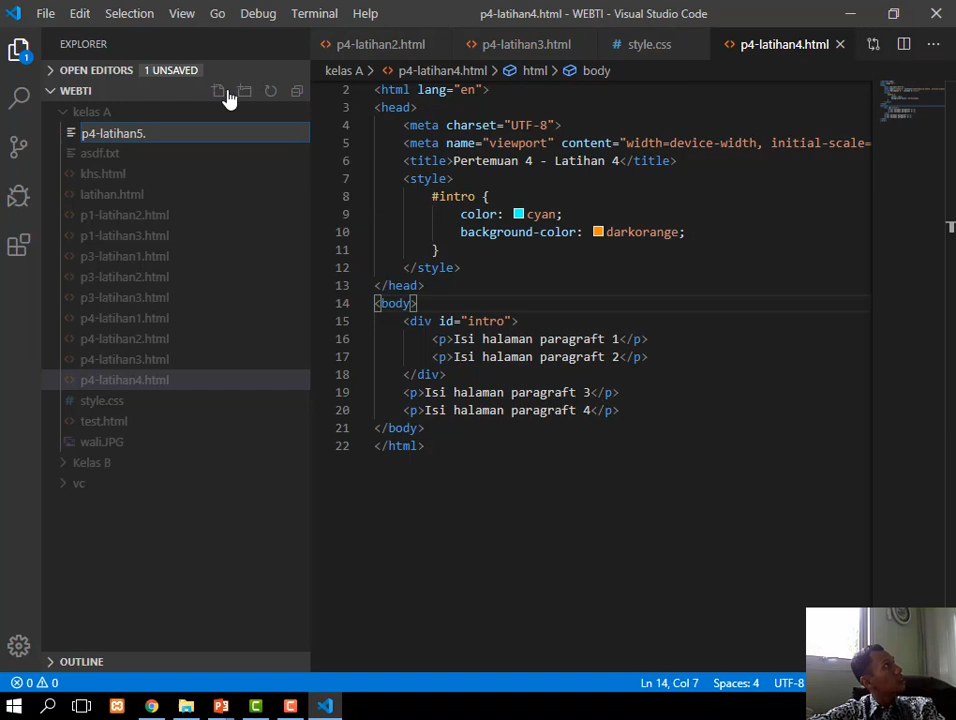 File Edit Selection View Go Debug Terminal Help p4-latihan4.html - WEBTI - Visual Studio Code
EXPLORER
p4-latihan2.html p4-latihan3.html style.css p4-latihan4.html
OPEN EDITORS 1 UNSAVED
kelas A > p4-latihan4.html > html > body
WEBTI
kelas A
p4-latihan5.
asdf.txt
khs.html
latihan.html
p1-latihan2.html
p1-latihan3.html
p3-latihan1.html
p3-latihan2.html
p3-latihan3.html
p4-latihan1.html
p4-latihan2.html
p4-latihan3.html
p4-latihan4.html
style.css
test.html
wali.JPG
Kelas B
vc
OUTLINE
1
2 <html lang="en">
3 <head>
4 <meta charset="UTF-8">
5 <meta name="viewport" content="width=device-width, initial-scale=
6 <title>Pertemuan 4 - Latihan 4</title>
7 <style>
8 #intro {
9 color: cyan;
10 background-color: darkorange;
11 }
12 </style>
13 </head>
14 <body>
15 <div id="intro">
16 <p>Isi halaman paragraft 1</p>
17 <p>Isi halaman paragraft 2</p>
18 </div>
19 <p>Isi halaman paragraft 3</p>
20 <p>Isi halaman paragraft 4</p>
21 </body>
22 </html>
0 0 Ln 14, Col 7 Spaces: 4 UTF-8